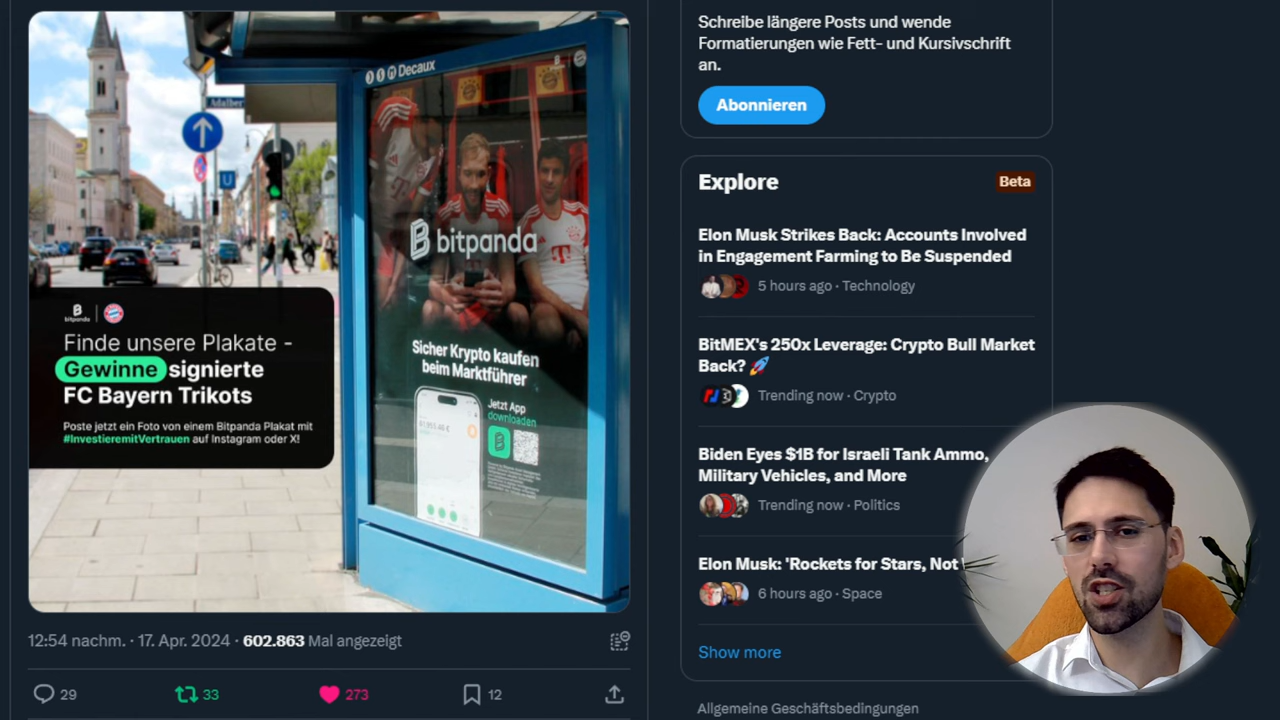 Decaux
Adalber
U
bitpanda
Sicher Krypto kaufen
beim Marktführer
Jetzt App
downloaden
bitpanda
Finde unsere Plakate -
Gewinne signierte
FC Bayern Trikots
Poste jetzt ein Foto von einem Bitpanda Plakat mit
#InvestieremitVertrauen auf Instagram oder X!
12:54 nachm. · 17. Apr. 2024 · 602.863 Mal angezeigt
29
33
273
12
Schreibe längere Posts und wende
Formatierungen wie Fett- und Kursivschrift
an.
Abonnieren
Explore
Beta
Elon Musk Strikes Back: Accounts Involved
in Engagement Farming to Be Suspended
5 hours ago · Technology
BitMEX's 250x Leverage: Crypto Bull Market
Back? 🚀
Trending now · Crypto
Biden Eyes $1B for Israeli Tank Ammo,
Military Vehicles, and More
Trending now · Politics
Elon Musk: 'Rockets for Stars, Not
6 hours ago · Space
Show more
Allgemeine Geschäftsbedingungen